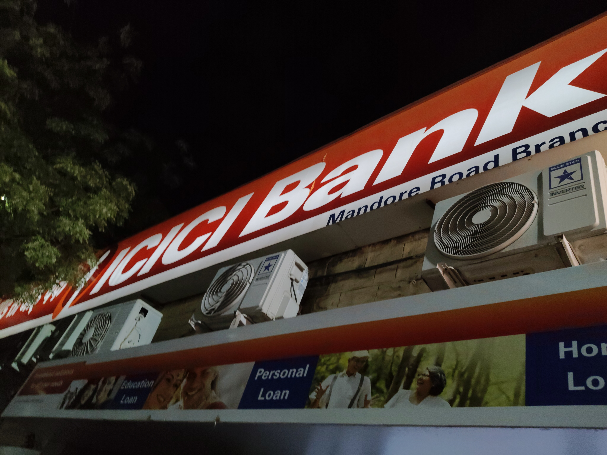 ICICI Bank
Mandore Road Branc
Education
Loan
Personal
Loan
Hom
Lo